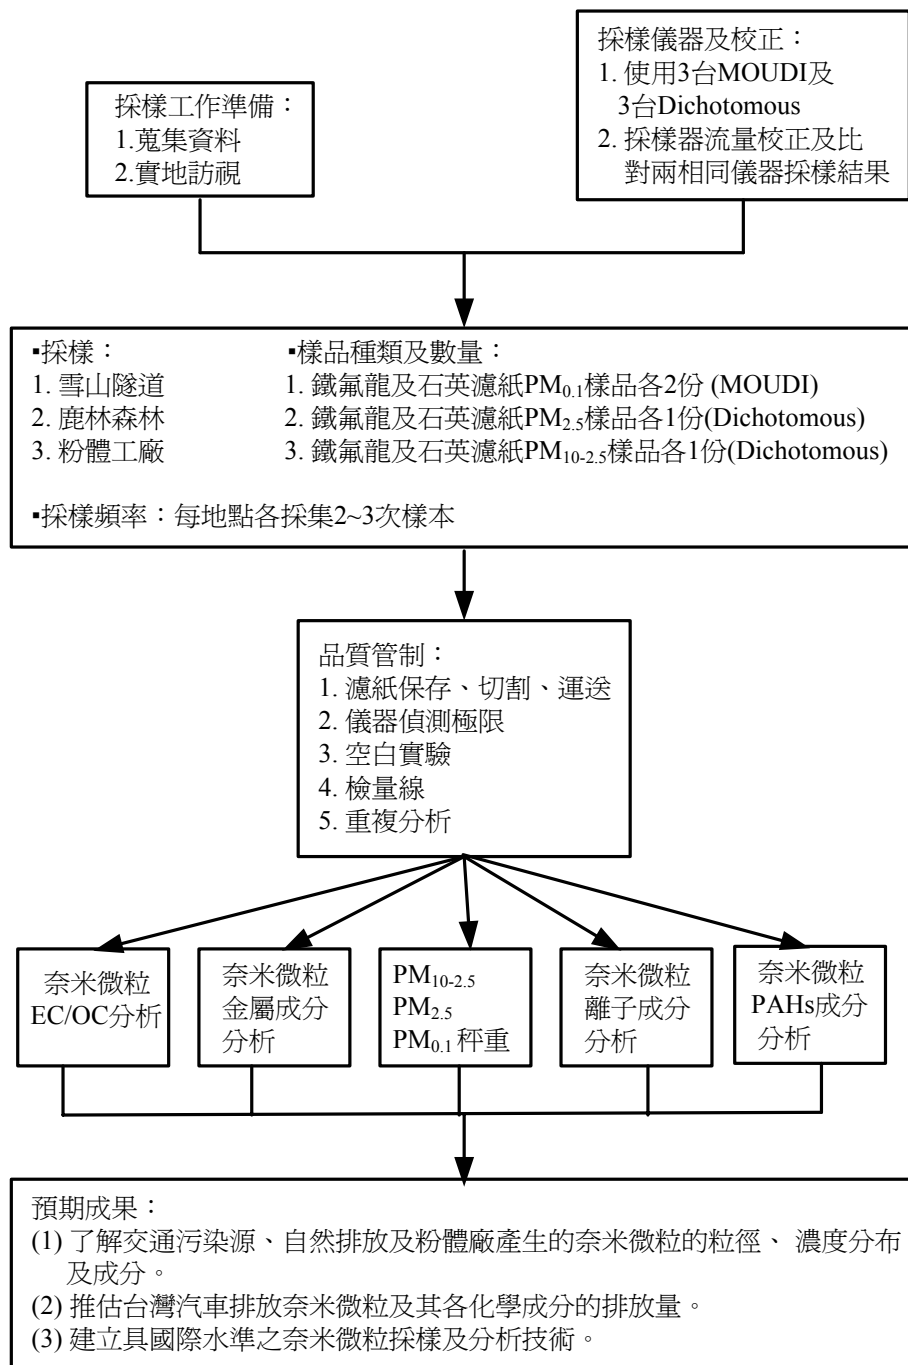 採樣工作準備：
1.蒐集資料
2.實地訪視
採樣儀器及校正：
1. 使用3台MOUDI及
3台Dichotomous
2. 採樣器流量校正及比
對兩相同儀器採樣結果
▪採樣：
1. 雪山隧道
2. 鹿林森林
3. 粉體工廠
▪樣品種類及數量：
1. 鐵氟龍及石英濾紙PM0.1樣品各2份 (MOUDI)
2. 鐵氟龍及石英濾紙PM2.5樣品各1份(Dichotomous)
3. 鐵氟龍及石英濾紙PM10-2.5樣品各1份(Dichotomous)
▪採樣頻率：每地點各採集2~3次樣本
品質管制：
1. 濾紙保存、切割、運送
2. 儀器偵測極限
3. 空白實驗
4. 檢量線
5. 重複分析
奈米微粒
EC/OC分析
奈米微粒
金屬成分
分析
PM10-2.5
PM2.5
PM0.1 秤重
奈米微粒
離子成分
分析
奈米微粒
PAHs成分
分析
預期成果：
(1) 了解交通污染源、自然排放及粉體廠產生的奈米微粒的粒徑、 濃度分布
及成分。
(2) 推估台灣汽車排放奈米微粒及其各化學成分的排放量。
(3) 建立具國際水準之奈米微粒採樣及分析技術。